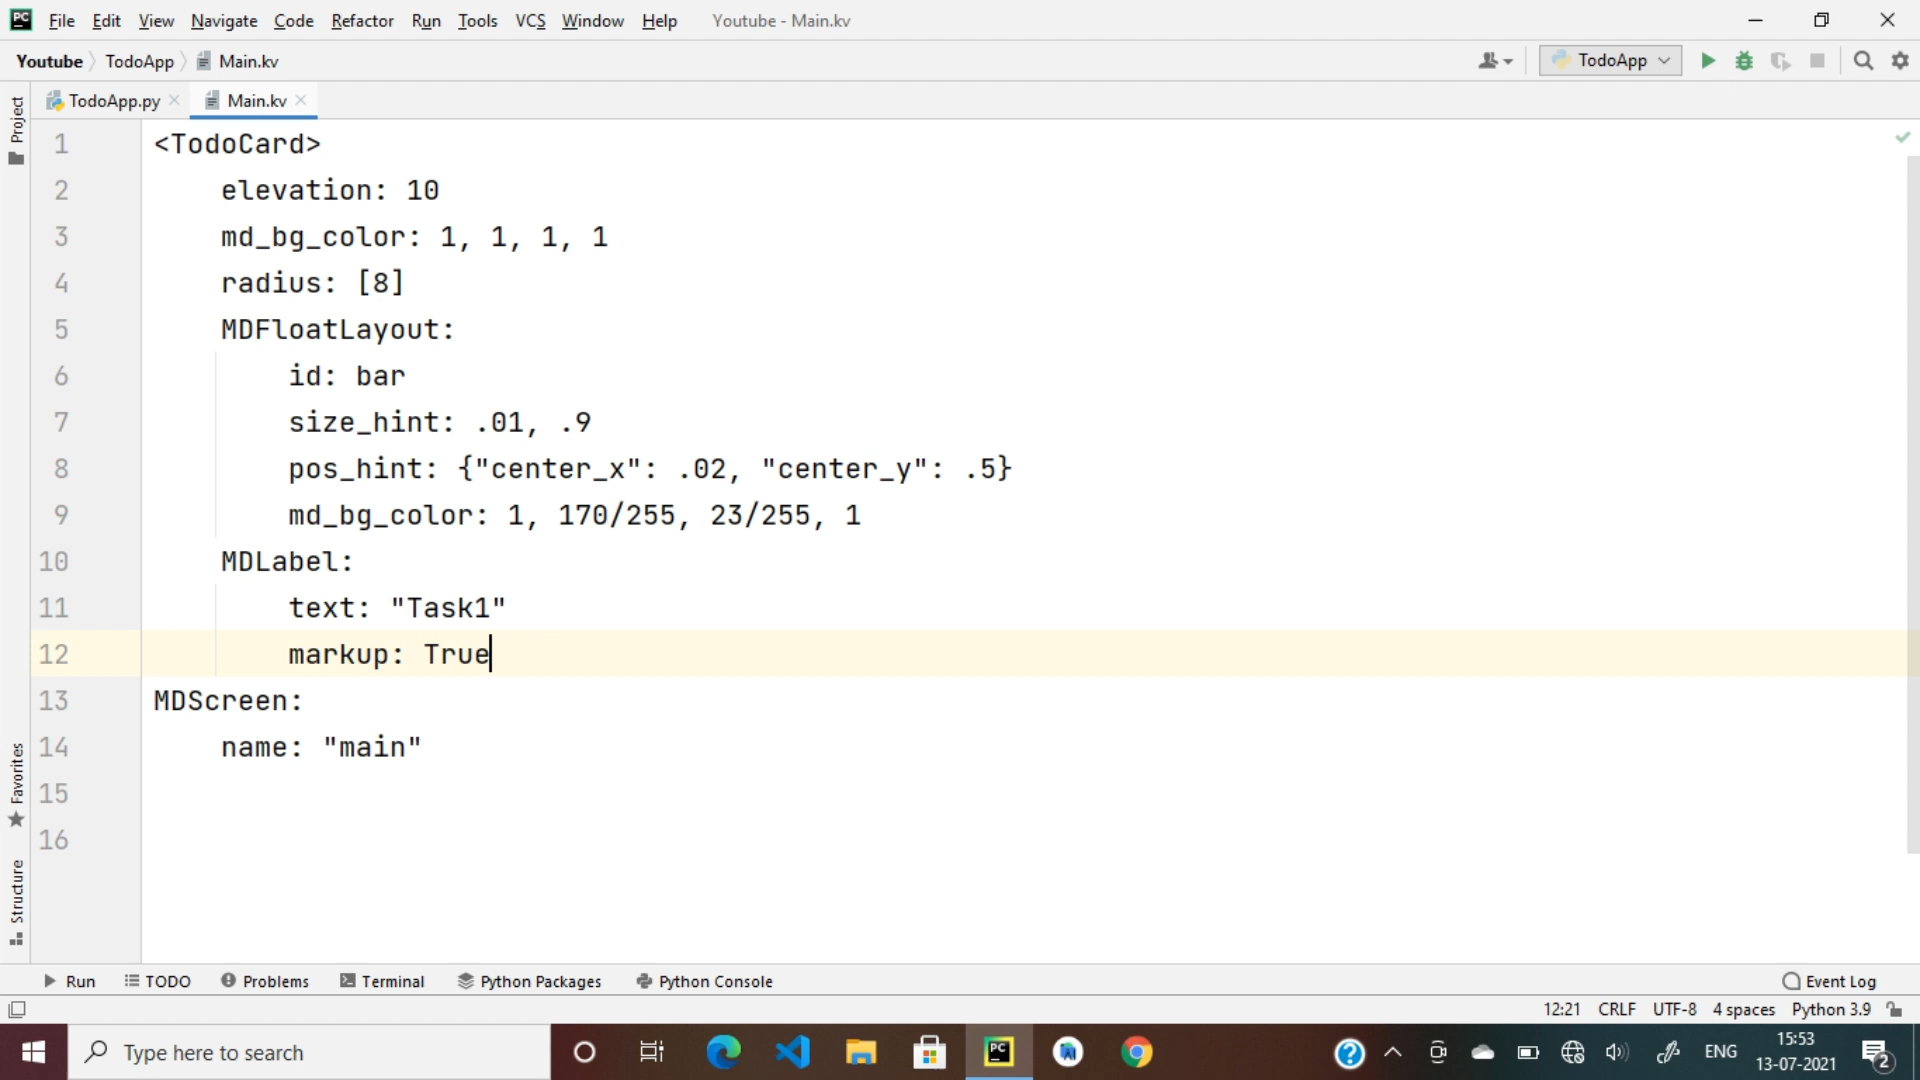 PC File Edit View Navigate Code Refactor Run Tools VCS Window Help Youtube - Main.kv
Youtube TodoApp Main.kv TodoApp
TodoApp.py Main.kv
Project
1 <TodoCard>
2 elevation: 10
3 md_bg_color: 1, 1, 1, 1
4 radius: [8]
5 MDFloatLayout:
6 id: bar
7 size_hint: .01, .9
8 pos_hint: {"center_x": .02, "center_y": .5}
9 md_bg_color: 1, 170/255, 23/255, 1
10 MDLabel:
11 text: "Task1"
12 markup: True
13 MDScreen:
14 name: "main"
15
16
Favorites
Structure
Run TODO Problems Terminal Python Packages Python Console Event Log
12:21 CRLF UTF-8 4 spaces Python 3.9
Type here to search PC ENG 15:53
13-07-2021 2